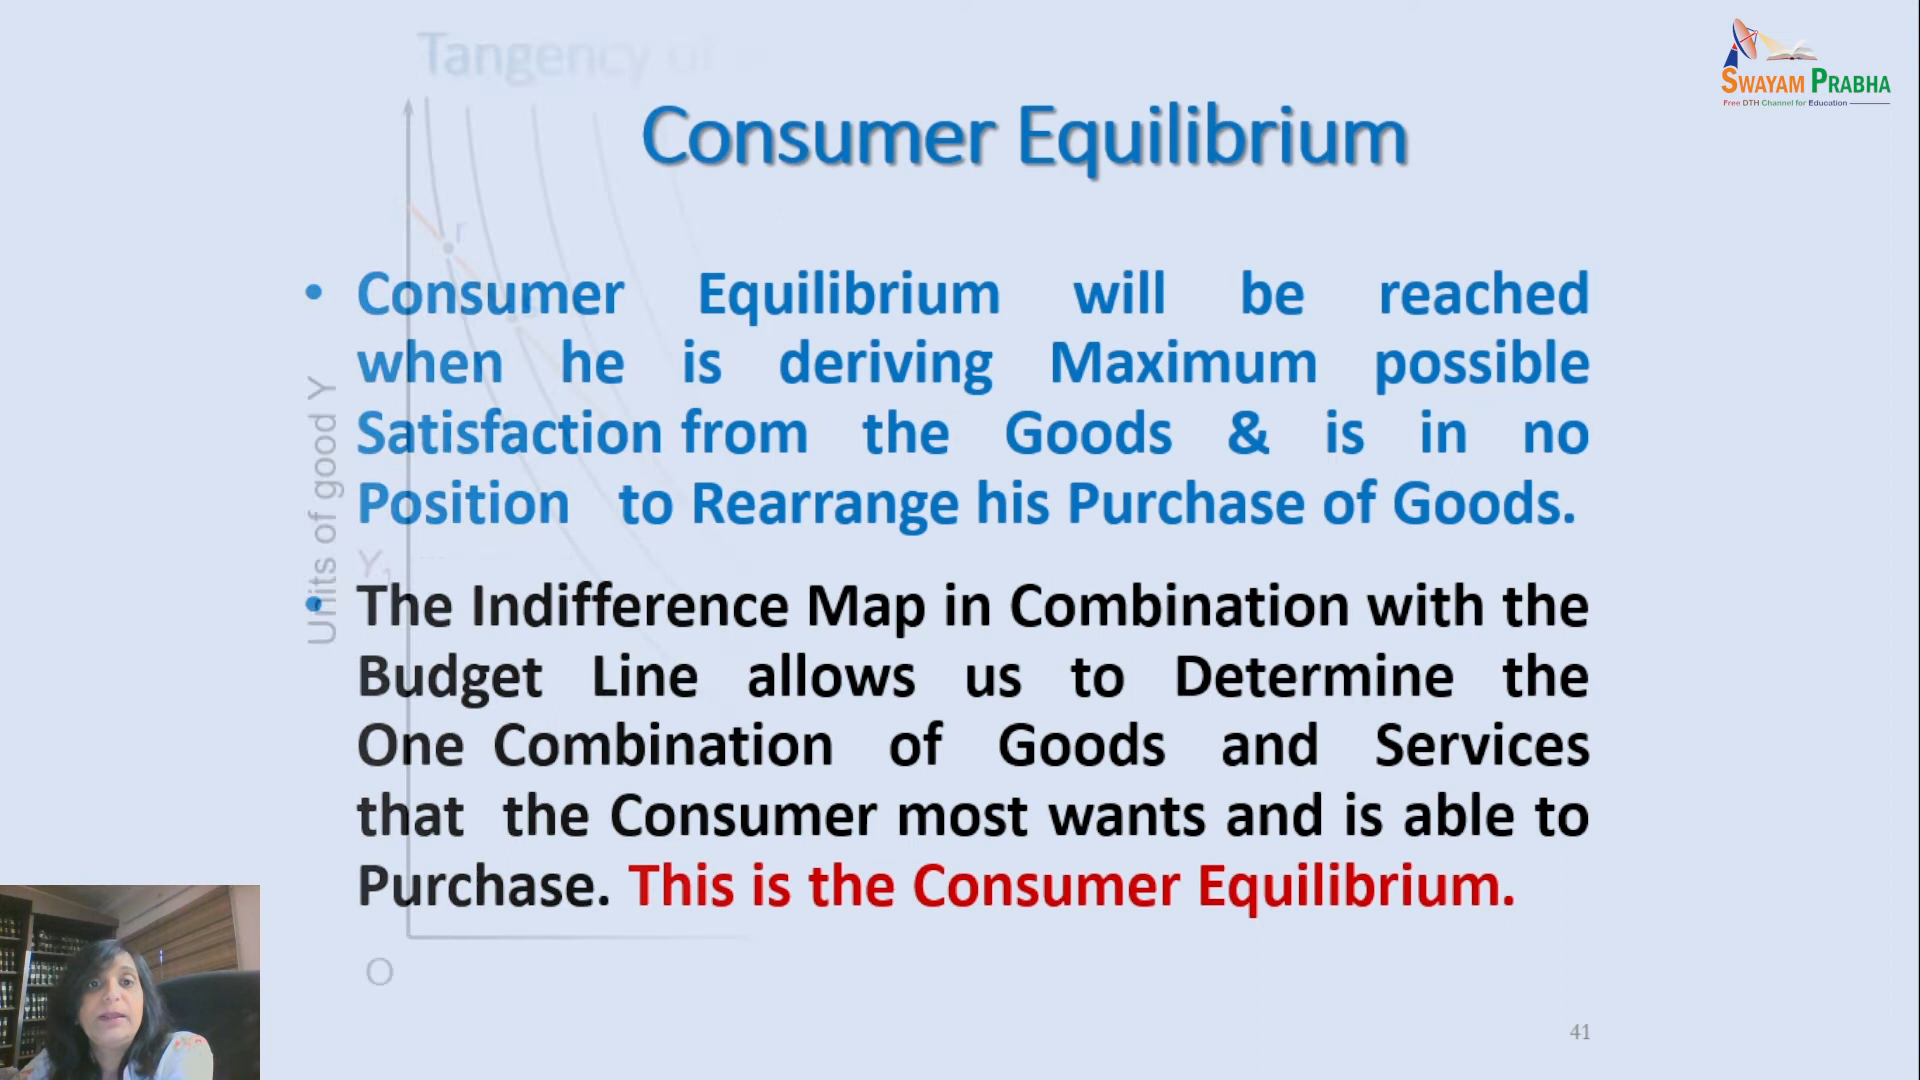 Tangency of
SWAYAM PRABHA
Free DTH Channel for Education
Consumer Equilibrium
r
• Consumer Equilibrium will be reached
when he is deriving Maximum possible
Satisfaction from the Goods & is in no
Position to Rearrange his Purchase of Goods.
Units of good Y
Y1
• The Indifference Map in Combination with the
Budget Line allows us to Determine the
One Combination of Goods and Services
that the Consumer most wants and is able to
Purchase. This is the Consumer Equilibrium.
O
41